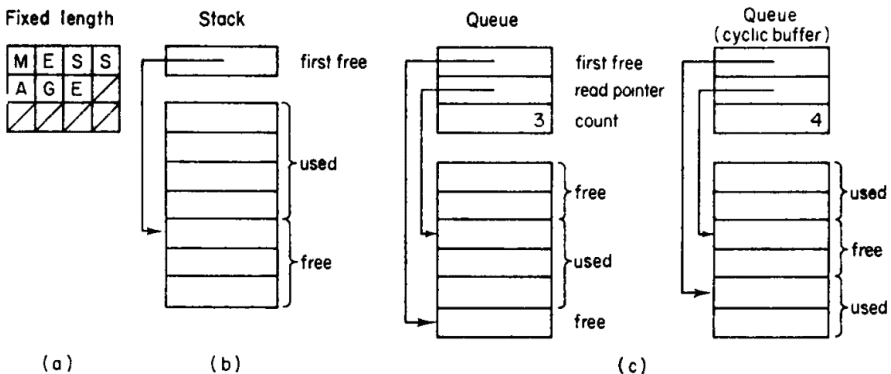 Fixed length
M E S S
A G E
(a)
Stack
first free
used
free
(b)
Queue
first free
read pointer
count
3
free
used
free
Queue
(cyclic buffer)
4
used
free
used
(c)